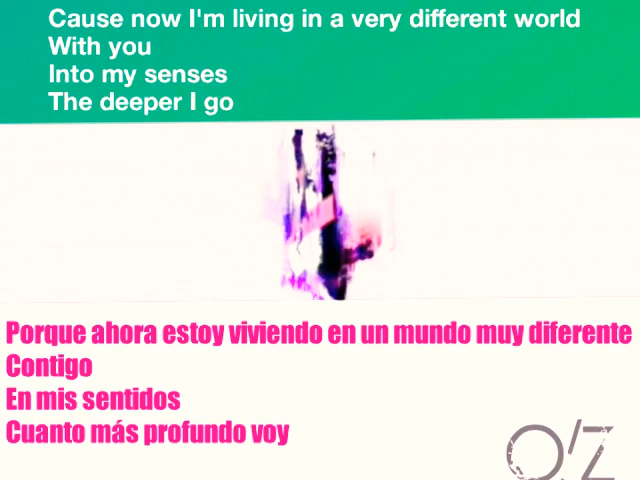 Cause now I'm living in a very different world
With you
Into my senses
The deeper I go
Porque ahora estoy viviendo en un mundo muy diferente
Contigo
En mis sentidos
Cuanto más profundo voy
O/Z